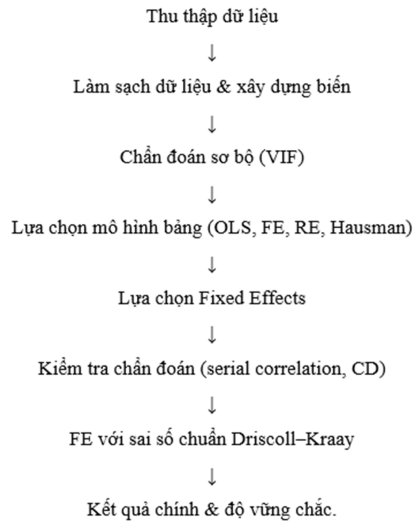 Thu thập dữ liệu
↓
Làm sạch dữ liệu & xây dựng biến
↓
Chẩn đoán sơ bộ (VIF)
↓
Lựa chọn mô hình bảng (OLS, FE, RE, Hausman)
↓
Lựa chọn Fixed Effects
↓
Kiểm tra chẩn đoán (serial correlation, CD)
↓
FE với sai số chuẩn Driscoll–Kraay
↓
Kết quả chính & độ vững chắc.